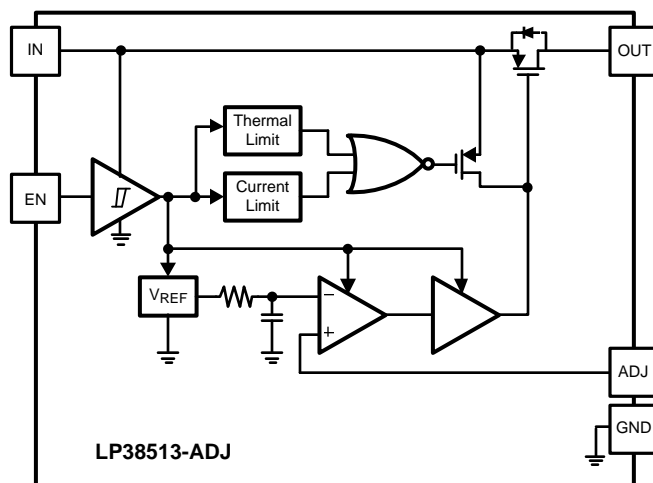 IN
OUT
Thermal
Limit
EN
Current
Limit
VREF
−
+
ADJ
GND
LP38513-ADJ